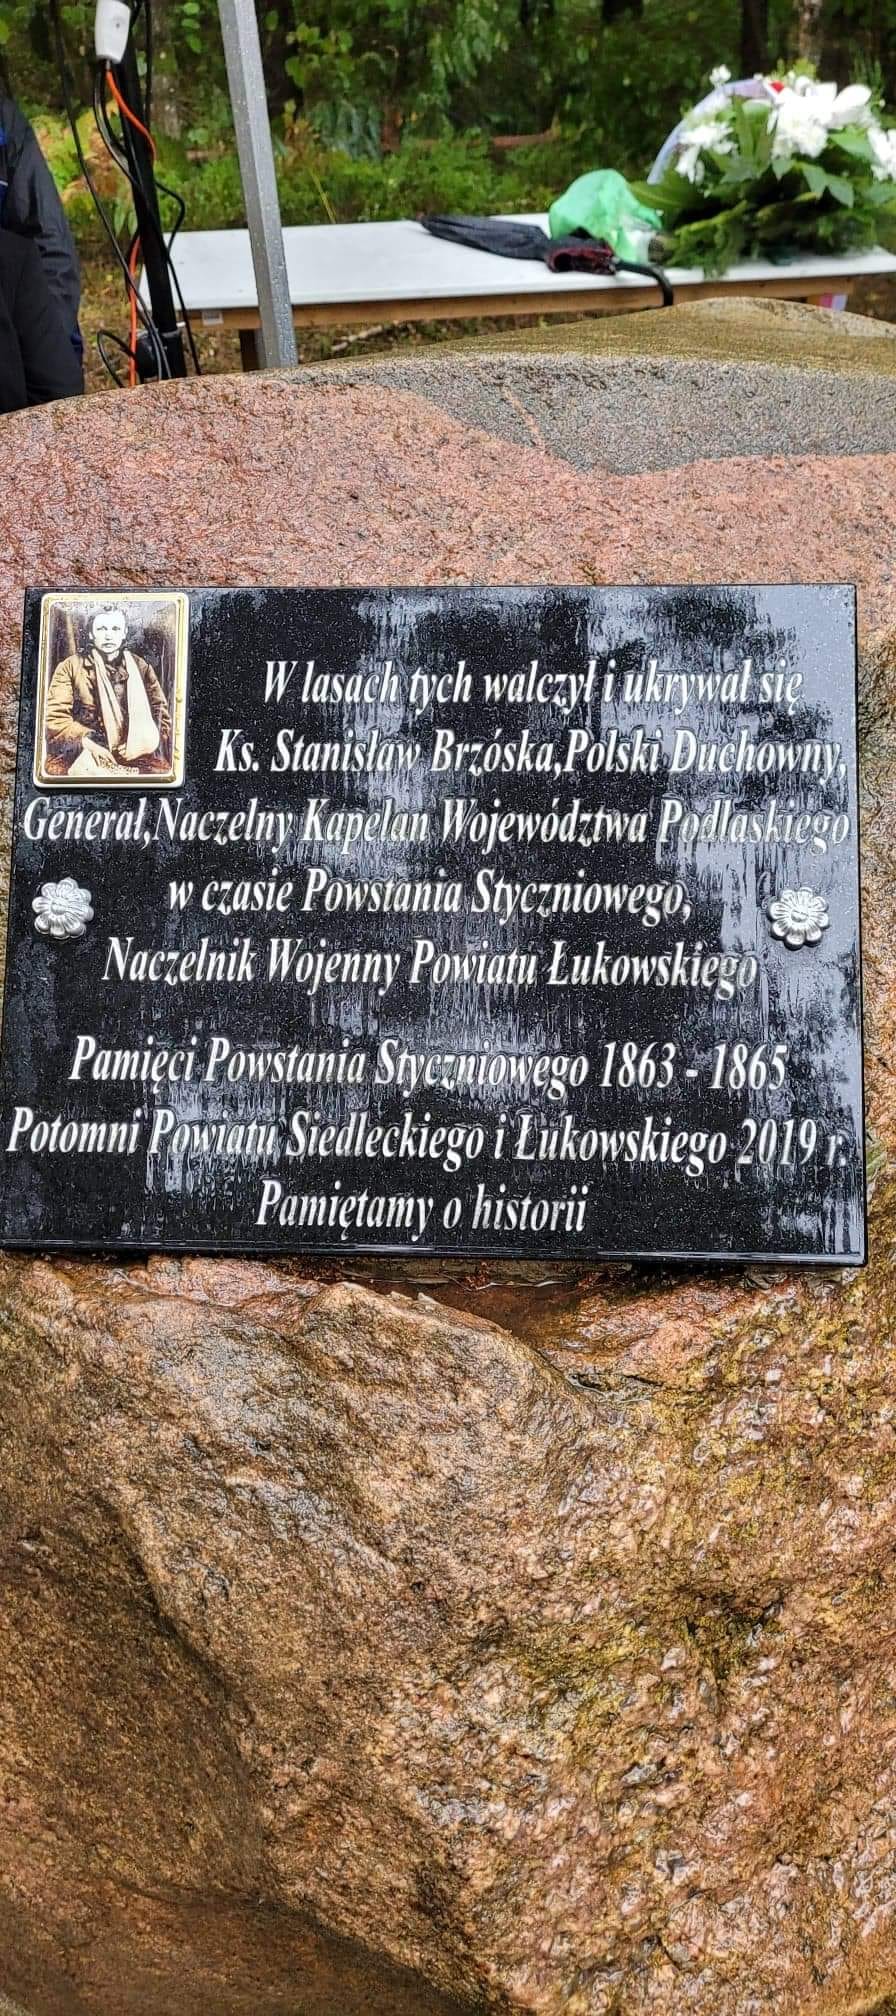 W lasach tych walczył i ukrywał się
Ks. Stanisław Brzóska,Polski Duchowny,
Generał,Naczelny Kapelan Województwa Podlaskiego
w czasie Powstania Styczniowego,
Naczelnik Wojenny Powiatu Łukowskiego
Pamięci Powstania Styczniowego 1863 - 1865
Potomni Powiatu Siedleckiego i Łukowskiego 2019 r.
Pamiętamy o historii